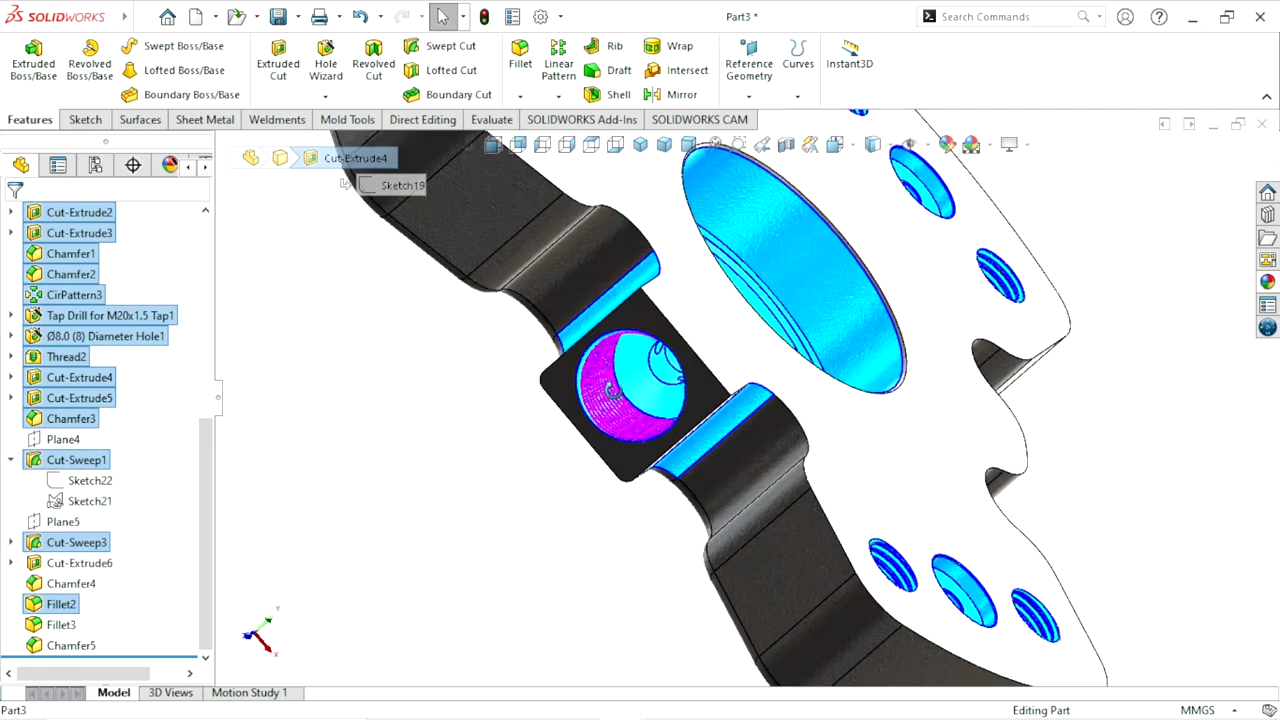 SOLIDWORKS
Part3 *
Search Commands
Extruded Boss/Base
Revolved Boss/Base
Swept Boss/Base
Lofted Boss/Base
Boundary Boss/Base
Extruded Cut
Hole Wizard
Revolved Cut
Swept Cut
Lofted Cut
Boundary Cut
Fillet
Linear Pattern
Rib
Draft
Shell
Wrap
Intersect
Mirror
Reference Geometry
Curves
Instant3D
Features
Sketch
Surfaces
Sheet Metal
Weldments
Mold Tools
Direct Editing
Evaluate
SOLIDWORKS Add-Ins
SOLIDWORKS CAM
Cut-Extrude4
Sketch19
Cut-Extrude2
Cut-Extrude3
Chamfer1
Chamfer2
CirPattern3
Tap Drill for M20x1.5 Tap1
Ø8.0 (8) Diameter Hole1
Thread2
Cut-Extrude4
Cut-Extrude5
Chamfer3
Plane4
Cut-Sweep1
Sketch22
Sketch21
Plane5
Cut-Sweep3
Cut-Extrude6
Chamfer4
Fillet2
Fillet3
Chamfer5
Y
X
Model
3D Views
Motion Study 1
Part3
Editing Part
MMGS